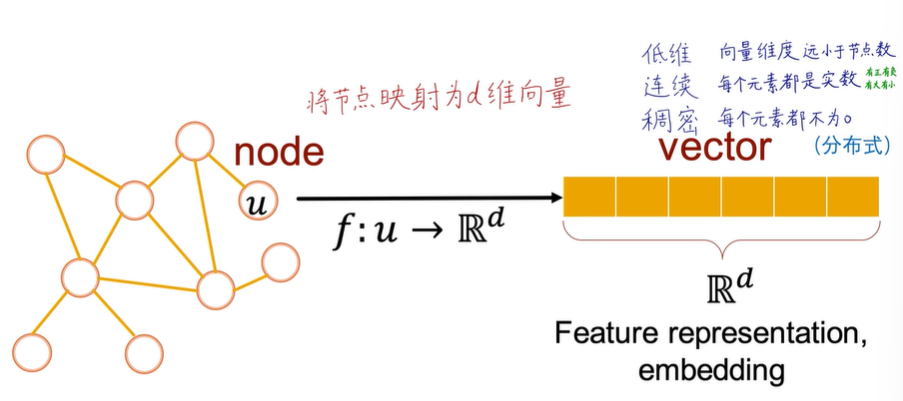 低维 向量维度远小于节点数
连续 每个元素都是实数 有正有负
有大有小
稠密 每个元素都不为0
(分布式)
将节点映射为d维向量
node
vector
u
f: u → ℝᵈ
ℝᵈ
Feature representation,
embedding